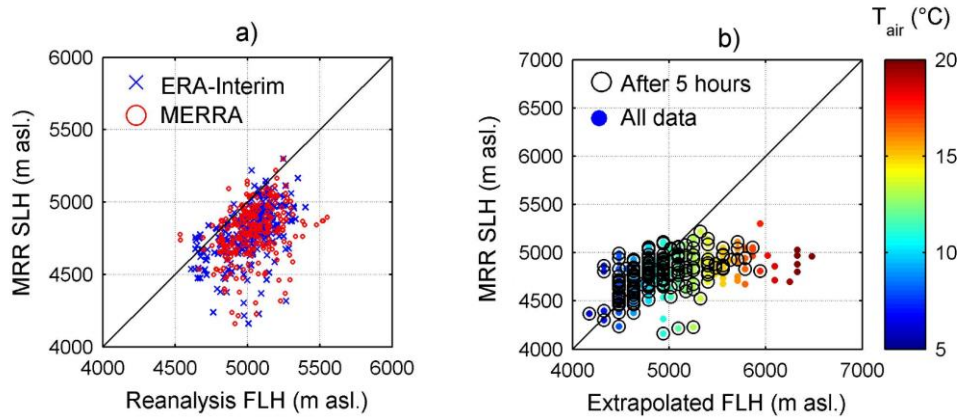 a)
6000
5500
5000
4500
4000
MRR SLH (m asl.)
ERA-Interim
MERRA
4000 4500 5000 5500 6000
Reanalysis FLH (m asl.)
b)
7000
6500
6000
5500
5000
4500
4000
MRR SLH (m asl.)
After 5 hours
All data
4000 5000 6000 7000
Extrapolated FLH (m asl.)
T_air (°C)
20
15
10
5